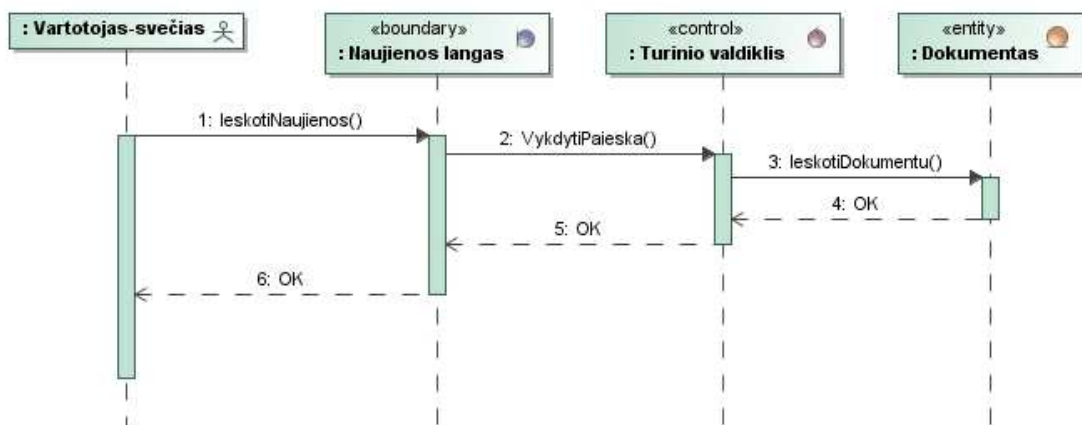 : Vartotojas-svečias
«boundary»
: Naujienos langas
«control»
: Turinio valdiklis
«entity»
: Dokumentas
1: IeskotiNaujienos()
2: VykdytiPaieska()
3: IeskotiDokumentu()
4: OK
5: OK
6: OK